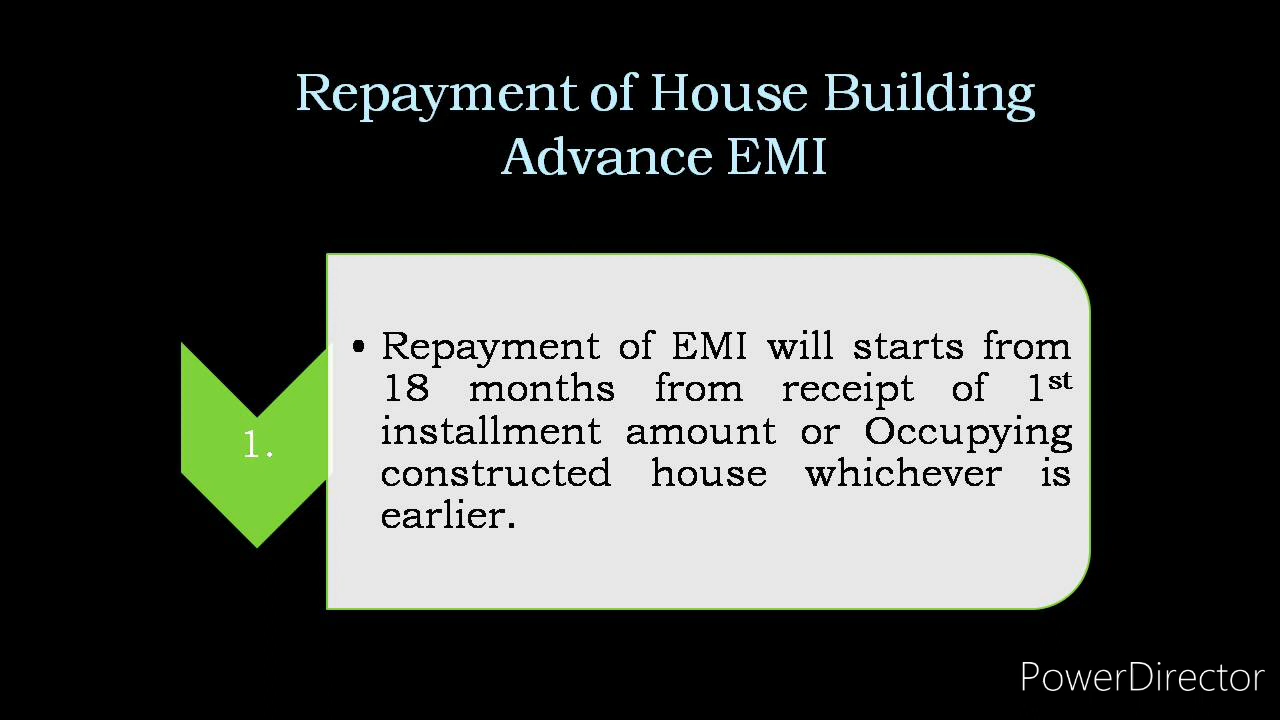 Repayment of House Building
Advance EMI
1.
• Repayment of EMI will starts from
18 months from receipt of 1st
installment amount or Occupying
constructed house whichever is
earlier.
PowerDirector